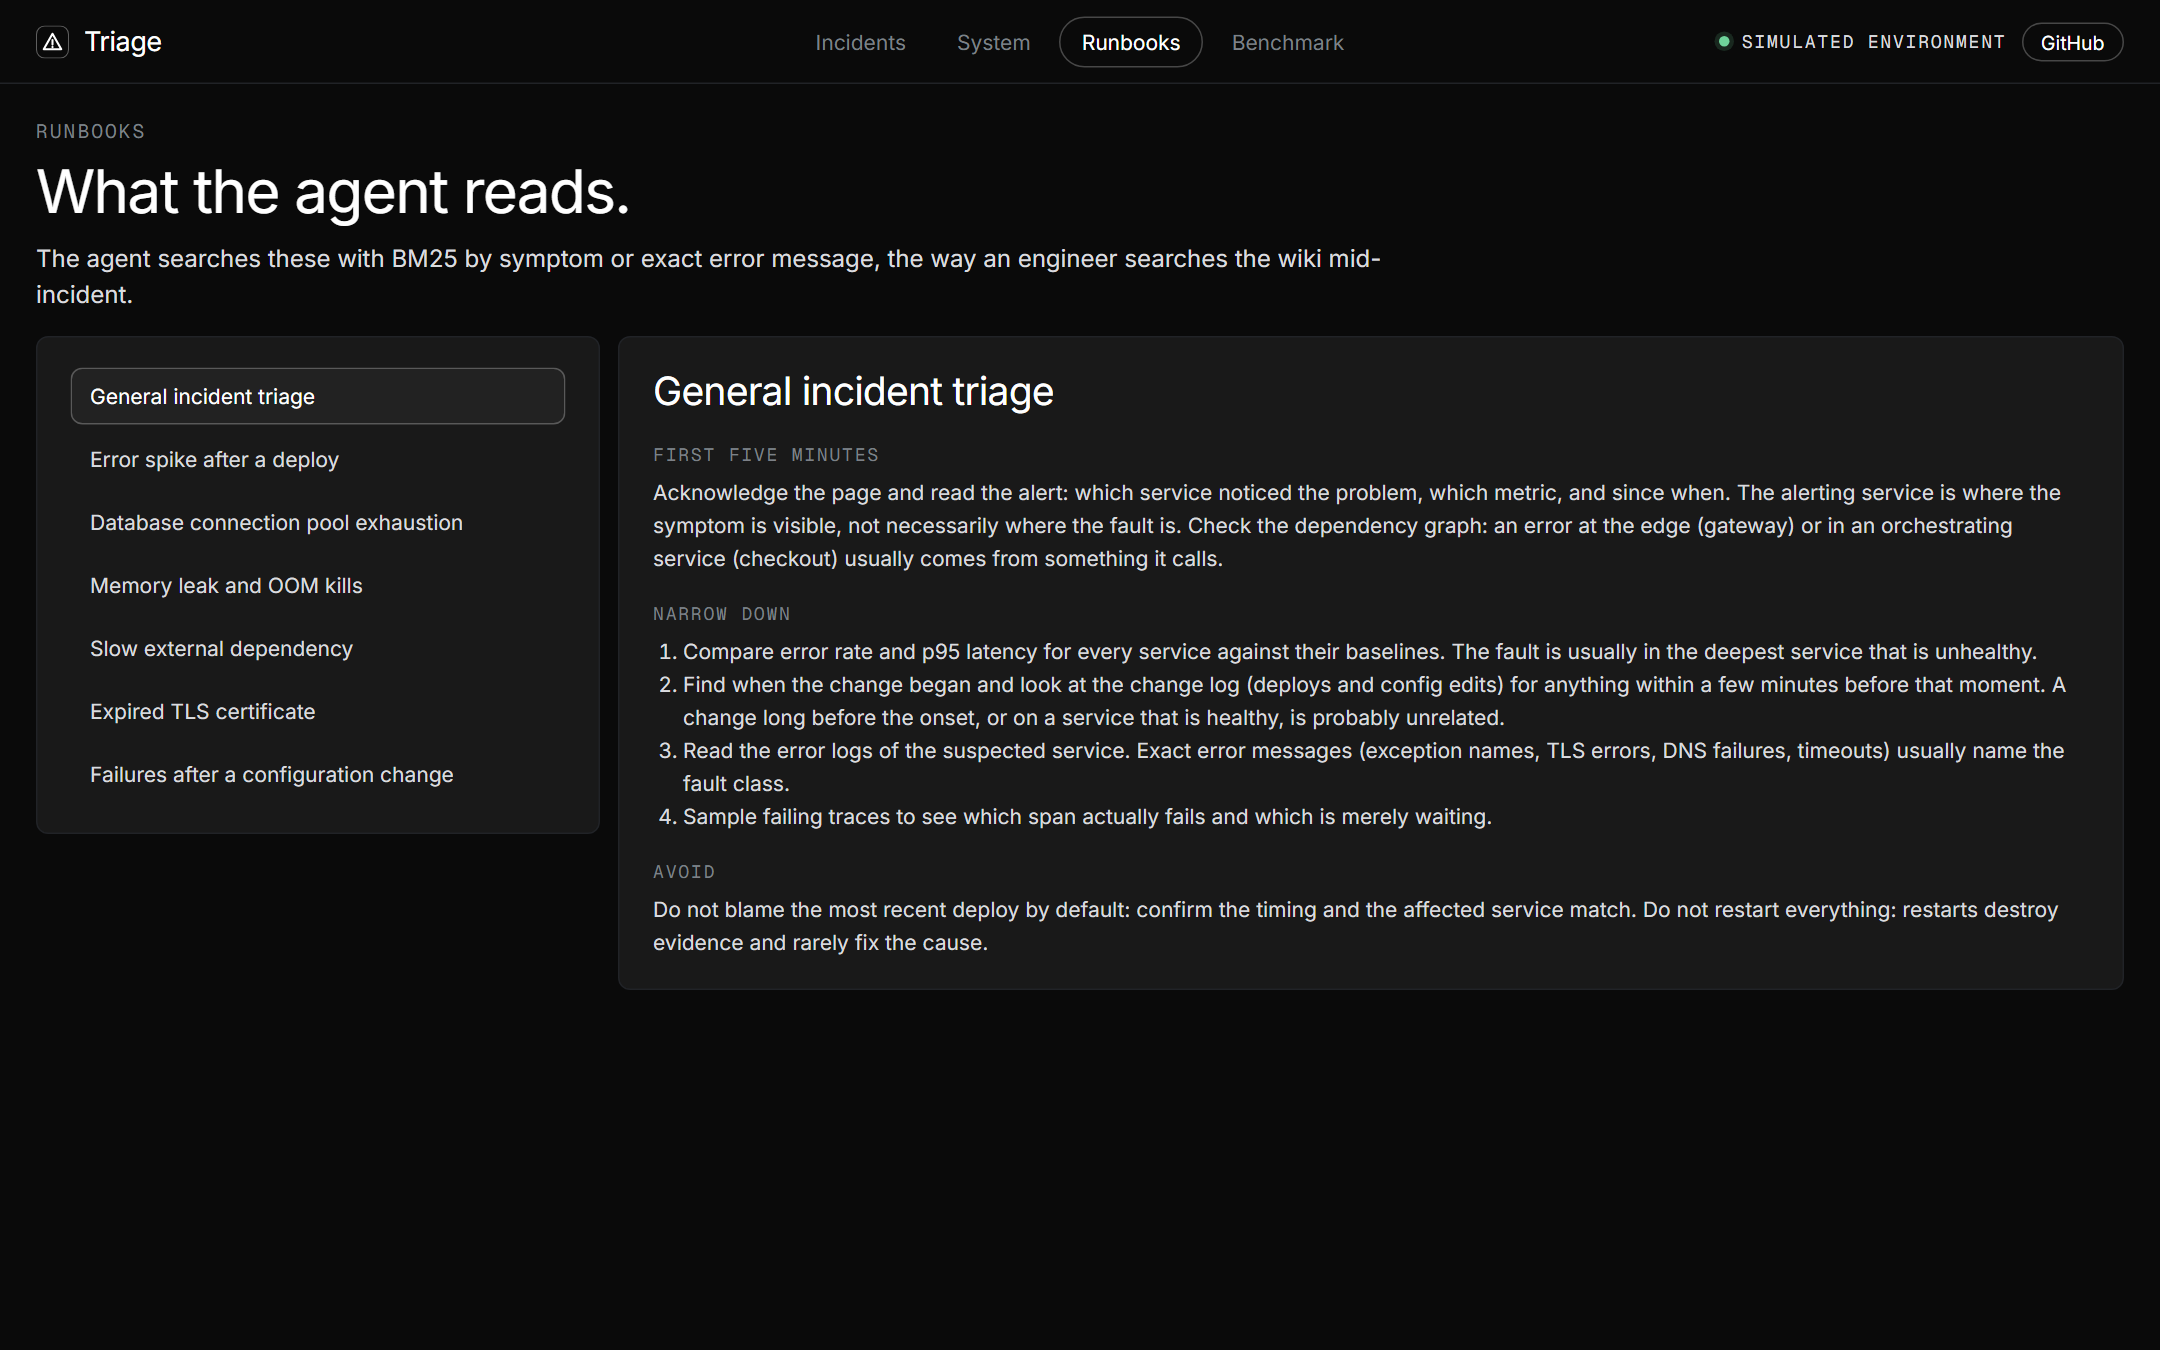 Triage
Incidents
System
Runbooks
Benchmark
SIMULATED ENVIRONMENT
GitHub
RUNBOOKS
What the agent reads.
The agent searches these with BM25 by symptom or exact error message, the way an engineer searches the wiki mid-
incident.
General incident triage
Error spike after a deploy
Database connection pool exhaustion
Memory leak and OOM kills
Slow external dependency
Expired TLS certificate
Failures after a configuration change
General incident triage
FIRST FIVE MINUTES
Acknowledge the page and read the alert: which service noticed the problem, which metric, and since when. The alerting service is where the
symptom is visible, not necessarily where the fault is. Check the dependency graph: an error at the edge (gateway) or in an orchestrating
service (checkout) usually comes from something it calls.
NARROW DOWN
1. Compare error rate and p95 latency for every service against their baselines. The fault is usually in the deepest service that is unhealthy.
2. Find when the change began and look at the change log (deploys and config edits) for anything within a few minutes before that moment. A
change long before the onset, or on a service that is healthy, is probably unrelated.
3. Read the error logs of the suspected service. Exact error messages (exception names, TLS errors, DNS failures, timeouts) usually name the
fault class.
4. Sample failing traces to see which span actually fails and which is merely waiting.
AVOID
Do not blame the most recent deploy by default: confirm the timing and the affected service match. Do not restart everything: restarts destroy
evidence and rarely fix the cause.